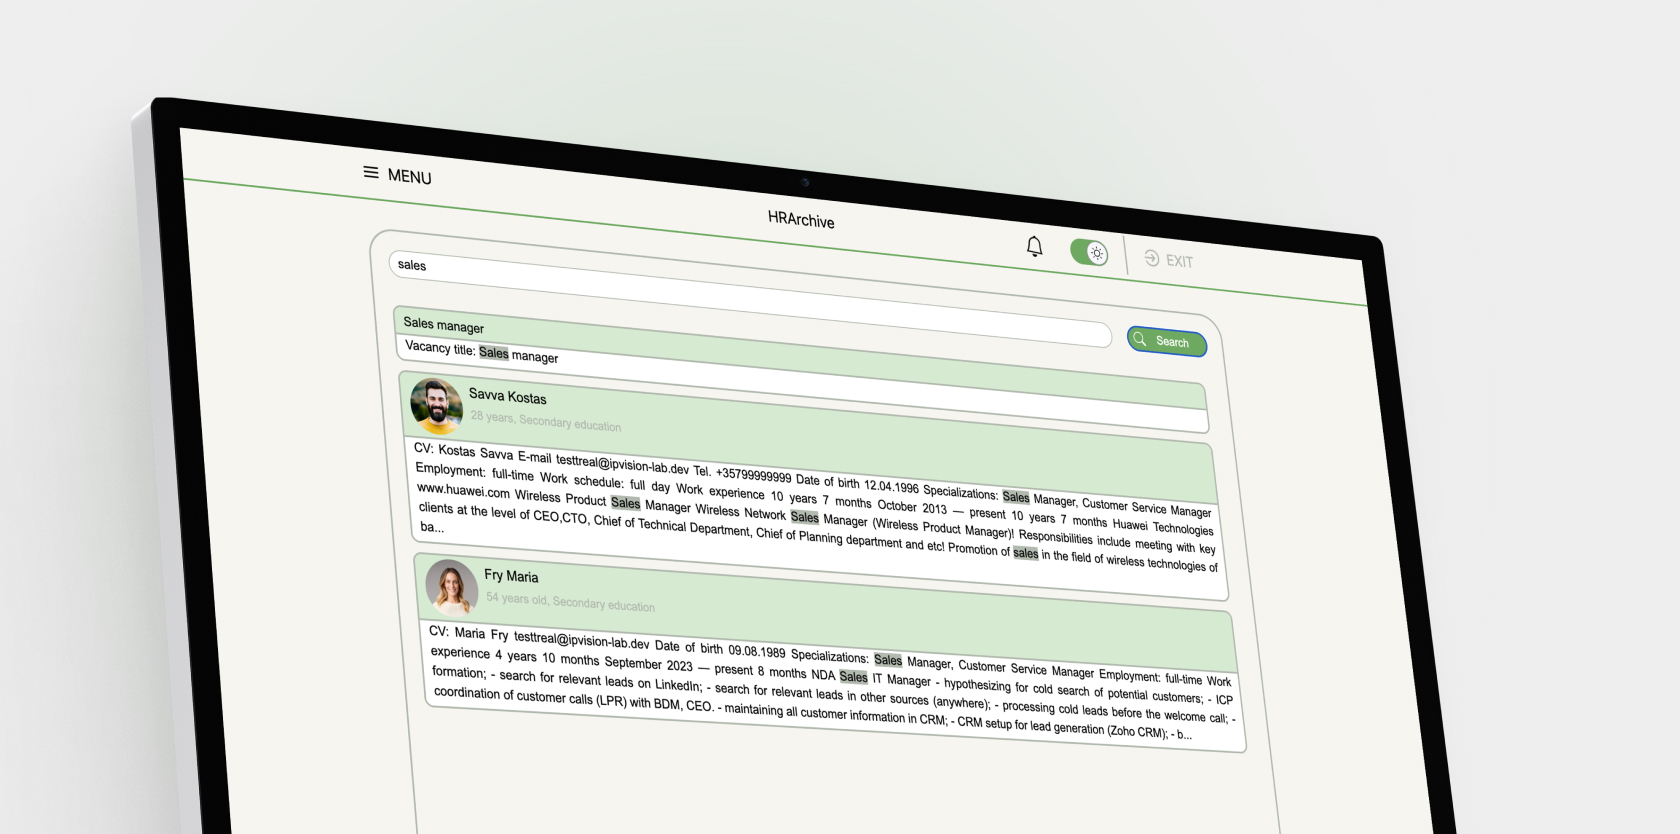 MENU
HRArchive
EXIT
sales
Search
Sales manager
Vacancy title: Sales manager
Savva Kostas
28 years, Secondary education
CV: Kostas Savva E-mail testtreal@ipvision-lab.dev Tel. +35799999999 Date of birth 12.04.1996 Specializations: Sales Manager, Customer Service Manager
Employment: full-time Work schedule: full day Work experience 10 years 7 months October 2013 — present 10 years 7 months Huawei Technologies
www.huawei.com Wireless Product Sales Manager Wireless Network Sales Manager (Wireless Product Manager)! Responsibilities include meeting with key
clients at the level of CEO,CTO, Chief of Technical Department, Chief of Planning department and etc! Promotion of sales in the field of wireless technologies of
ba...
Fry Maria
54 years old, Secondary education
CV: Maria Fry testtreal@ipvision-lab.dev Date of birth 09.08.1989 Specializations: Sales Manager, Customer Service Manager Employment: full-time Work
experience 4 years 10 months September 2023 — present 8 months NDA Sales IT Manager - hypothesizing for cold search of potential customers; - ICP
formation; - search for relevant leads on LinkedIn; - search for relevant leads in other sources (anywhere); - processing cold leads before the welcome call; -
coordination of customer calls (LPR) with BDM, CEO. - maintaining all customer information in CRM; - CRM setup for lead generation (Zoho CRM); - b...